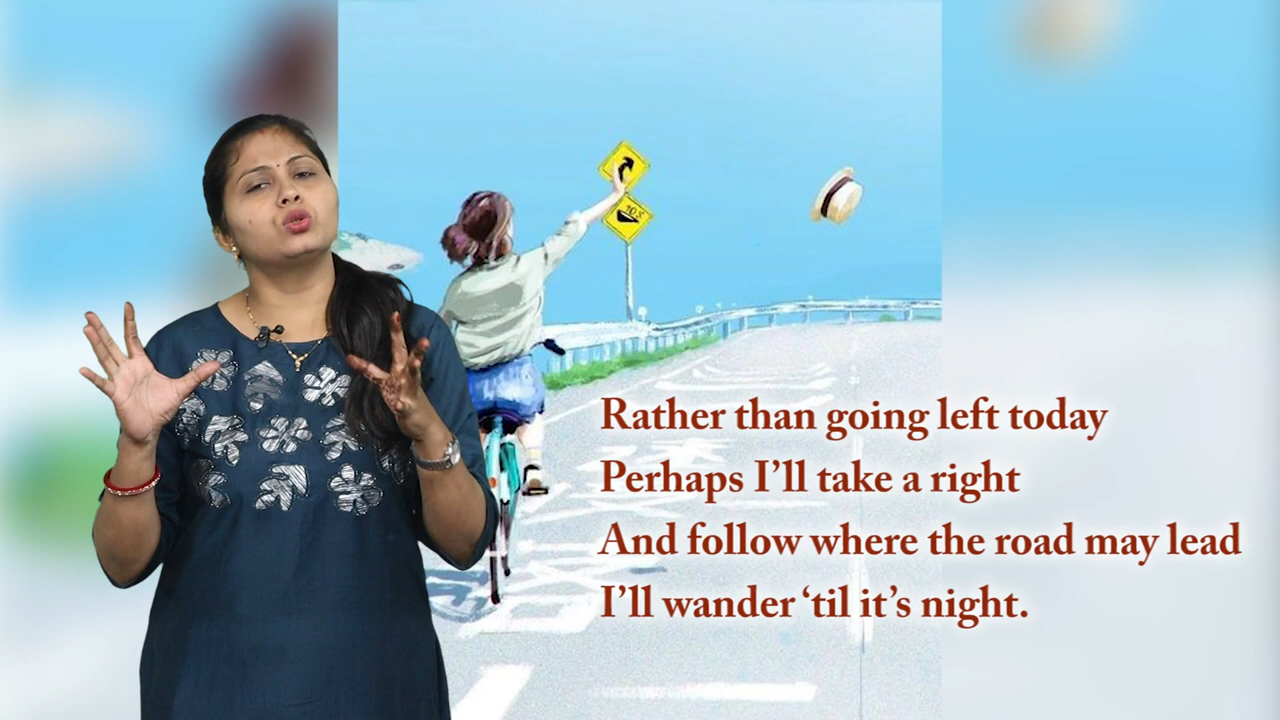 10%
Rather than going left today
Perhaps I’ll take a right
And follow where the road may lead
I’ll wander ‘til it’s night.